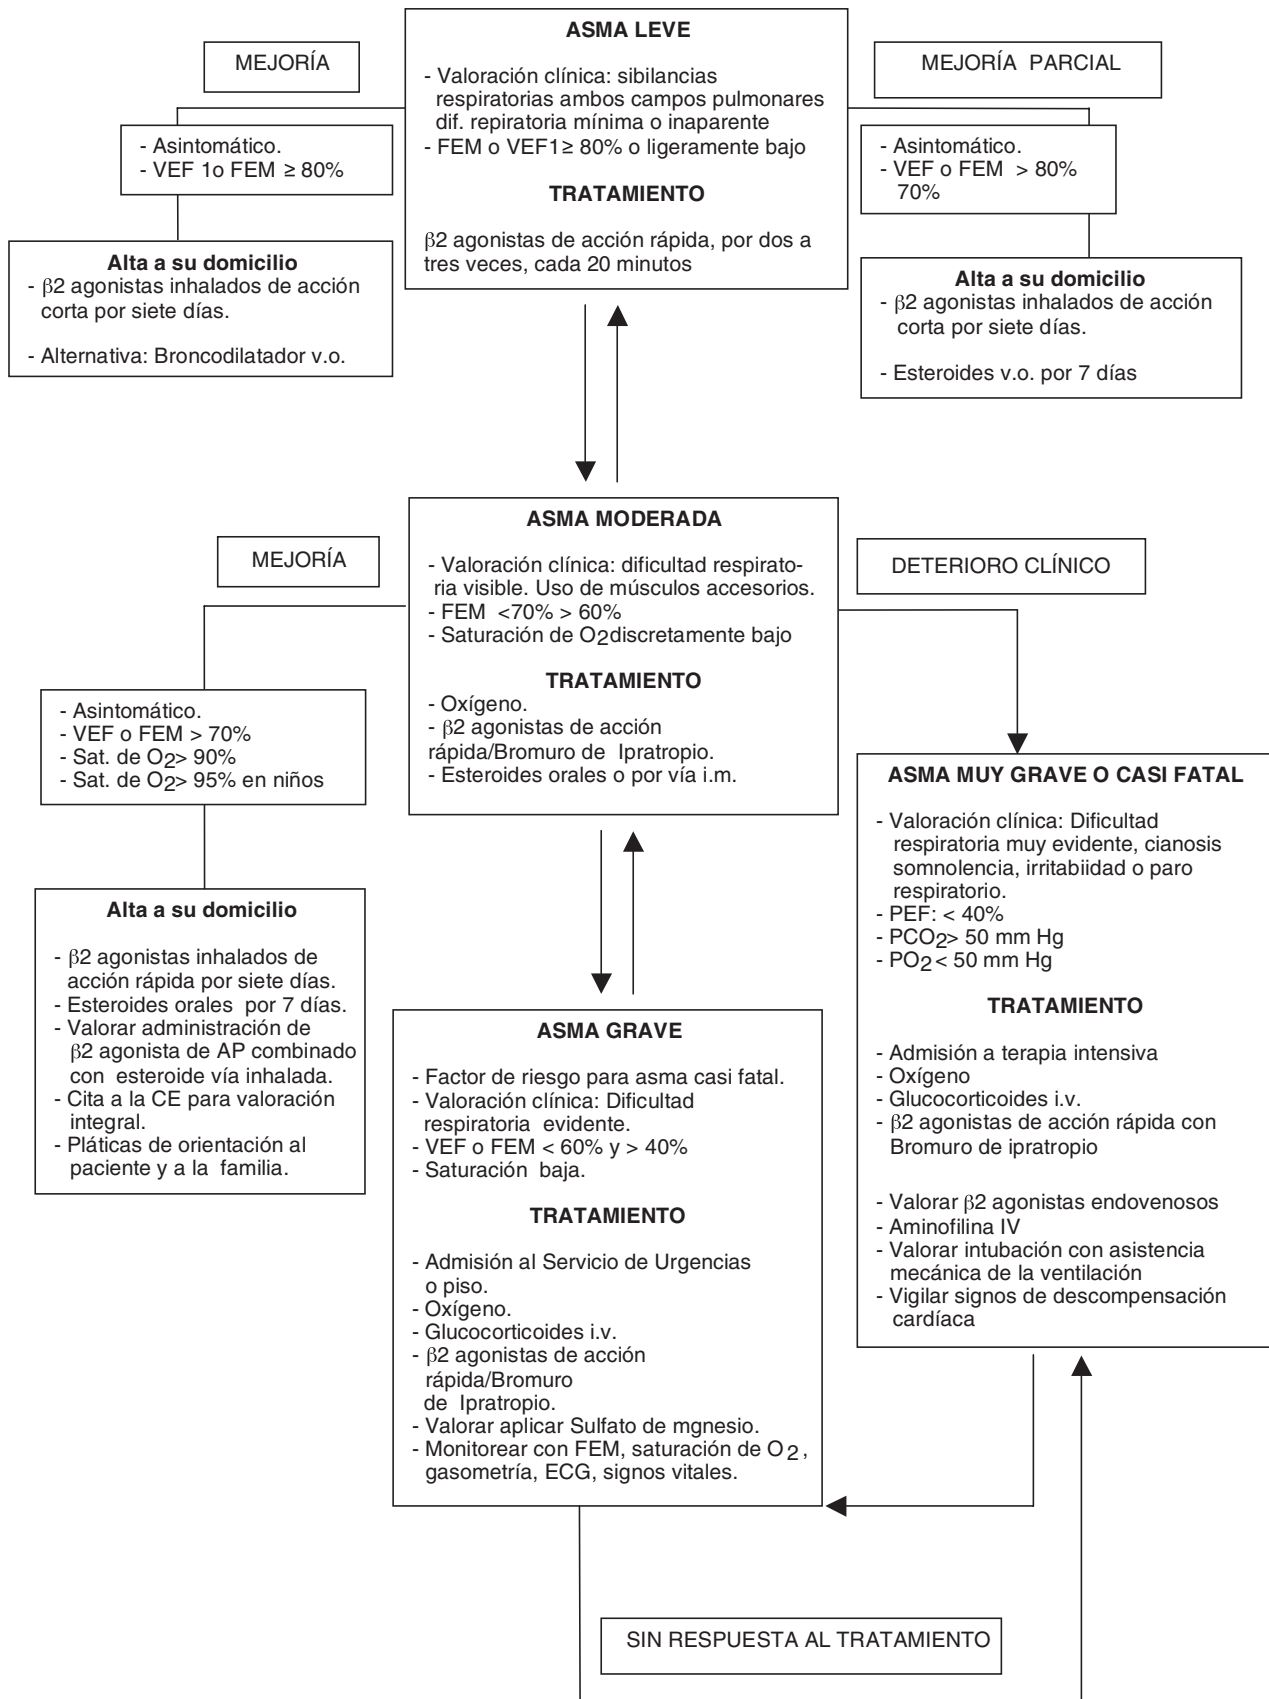 ASMA LEVE
- Valoración clínica: sibilancias
respiratorias ambos campos pulmonares
dif. repiratoria mínima o inaparente
- FEM o VEF1≥ 80% o ligeramente bajo
TRATAMIENTO
β2 agonistas de acción rápida, por dos a
tres veces, cada 20 minutos
MEJORÍA
- Asintomático.
- VEF 1o FEM ≥ 80%
Alta a su domicilio
- β2 agonistas inhalados de acción
corta por siete días.
- Alternativa: Broncodilatador v.o.
MEJORÍA PARCIAL
- Asintomático.
- VEF o FEM > 80%
70%
Alta a su domicilio
- β2 agonistas inhalados de acción
corta por siete días.
- Esteroides v.o. por 7 días
ASMA MODERADA
- Valoración clínica: dificultad respirato-
ria visible. Uso de músculos accesorios.
- FEM <70% > 60%
- Saturación de O2discretamente bajo
TRATAMIENTO
- Oxígeno.
- β2 agonistas de acción
rápida/Bromuro de Ipratropio.
- Esteroides orales o por vía i.m.
MEJORÍA
- Asintomático.
- VEF o FEM > 70%
- Sat. de O2> 90%
- Sat. de O2> 95% en niños
Alta a su domicilio
- β2 agonistas inhalados de
acción rápida por siete días.
- Esteroides orales por 7 días.
- Valorar administración de
β2 agonista de AP combinado
con esteroide vía inhalada.
- Cita a la CE para valoración
integral.
- Pláticas de orientación al
paciente y a la familia.
DETERIORO CLÍNICO
ASMA MUY GRAVE O CASI FATAL
- Valoración clínica: Dificultad
respiratoria muy evidente, cianosis
somnolencia, irritabiidad o paro
respiratorio.
- PEF: < 40%
- PCO2> 50 mm Hg
- PO2< 50 mm Hg
TRATAMIENTO
- Admisión a terapia intensiva
- Oxígeno
- Glucocorticoides i.v.
- β2 agonistas de acción rápida con
Bromuro de ipratropio
- Valorar β2 agonistas endovenosos
- Aminofilina IV
- Valorar intubación con asistencia
mecánica de la ventilación
- Vigilar signos de descompensación
cardíaca
ASMA GRAVE
- Factor de riesgo para asma casi fatal.
- Valoración clínica: Dificultad
respiratoria evidente.
- VEF o FEM < 60% y > 40%
- Saturación baja.
TRATAMIENTO
- Admisión al Servicio de Urgencias
o piso.
- Oxígeno.
- Glucocorticoides i.v.
- β2 agonistas de acción
rápida/Bromuro
de Ipratropio.
- Valorar aplicar Sulfato de mgnesio.
- Monitorear con FEM, saturación de O2,
gasometría, ECG, signos vitales.
SIN RESPUESTA AL TRATAMIENTO